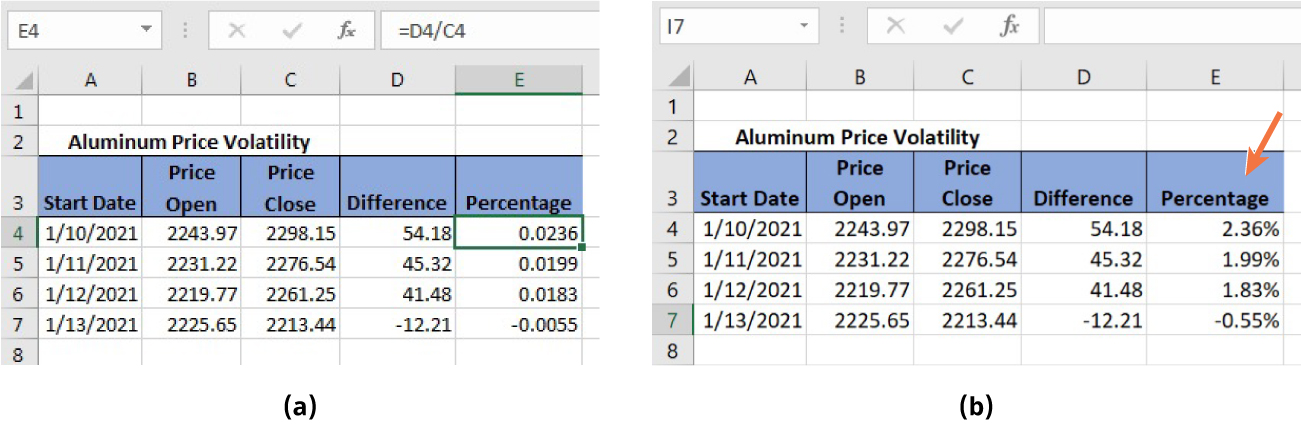 E4 fx =D4/C4
A B C D E
1
2 Aluminum Price Volatility
3 Start Date Price Open Price Close Difference Percentage
4 1/10/2021 2243.97 2298.15 54.18 0.0236
5 1/11/2021 2231.22 2276.54 45.32 0.0199
6 1/12/2021 2219.77 2261.25 41.48 0.0183
7 1/13/2021 2225.65 2213.44 -12.21 -0.0055
8
(a)
I7 fx
A B C D E
1
2 Aluminum Price Volatility
3 Start Date Price Open Price Close Difference Percentage
4 1/10/2021 2243.97 2298.15 54.18 2.36%
5 1/11/2021 2231.22 2276.54 45.32 1.99%
6 1/12/2021 2219.77 2261.25 41.48 1.83%
7 1/13/2021 2225.65 2213.44 -12.21 -0.55%
8
(b)